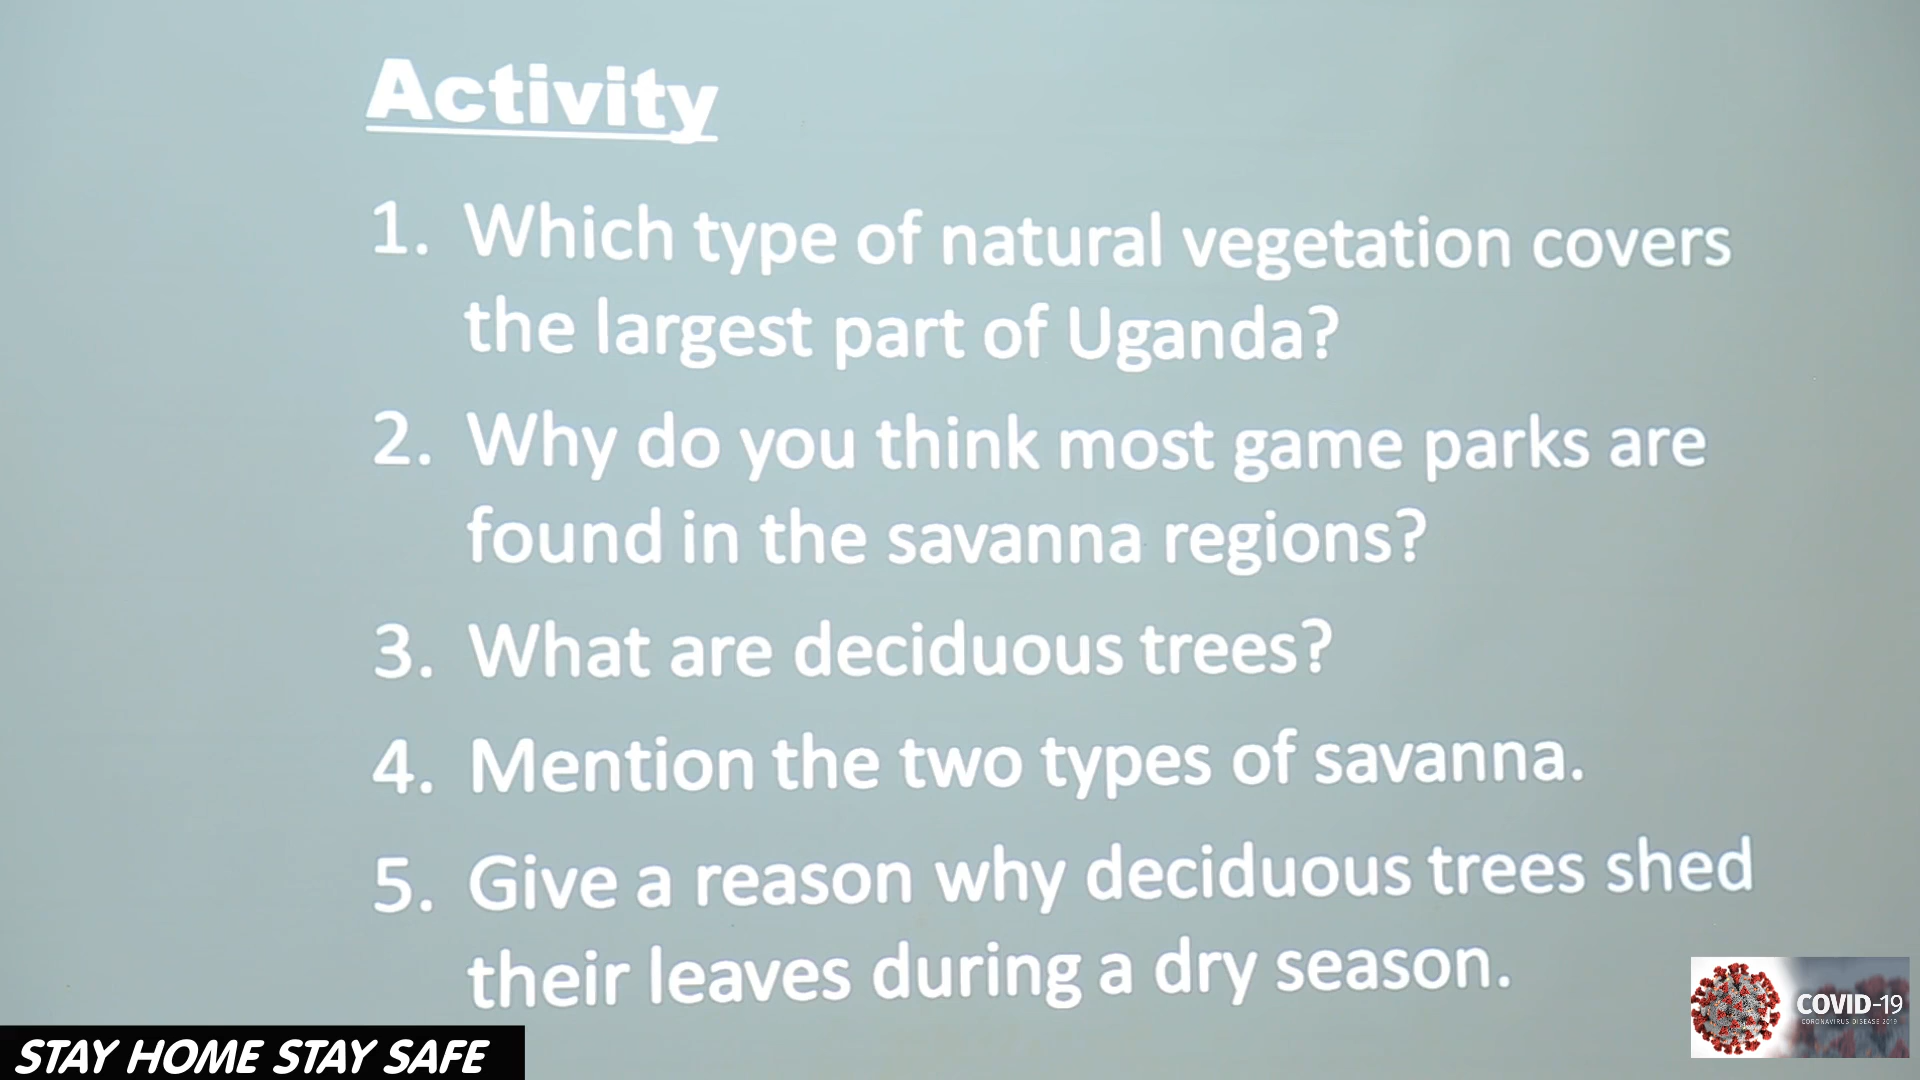 Activity
1. Which type of natural vegetation covers
the largest part of Uganda?
2. Why do you think most game parks are
found in the savanna regions?
3. What are deciduous trees?
4. Mention the two types of savanna.
5. Give a reason why deciduous trees shed
their leaves during a dry season.
COVID-19
CORONAVIRUS DISEASE 2019
STAY HOME STAY SAFE